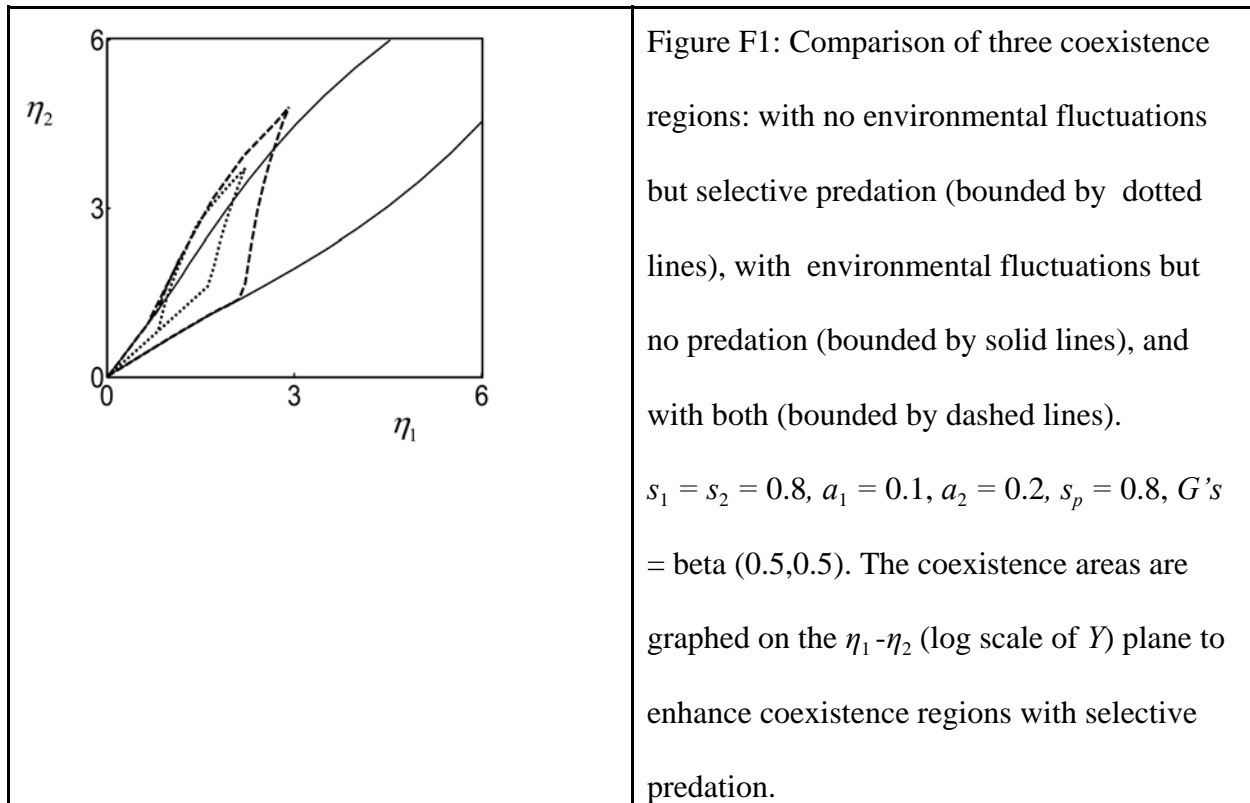 6
η₂
3
0
0
3
6
η₁
Figure F1: Comparison of three coexistence
regions: with no environmental fluctuations
but selective predation (bounded by dotted
lines), with environmental fluctuations but
no predation (bounded by solid lines), and
with both (bounded by dashed lines).
s₁ = s₂ = 0.8, a₁ = 0.1, a₂ = 0.2, sₚ = 0.8, G’s
= beta (0.5,0.5). The coexistence areas are
graphed on the η₁ -η₂ (log scale of Y) plane to
enhance coexistence regions with selective
predation.